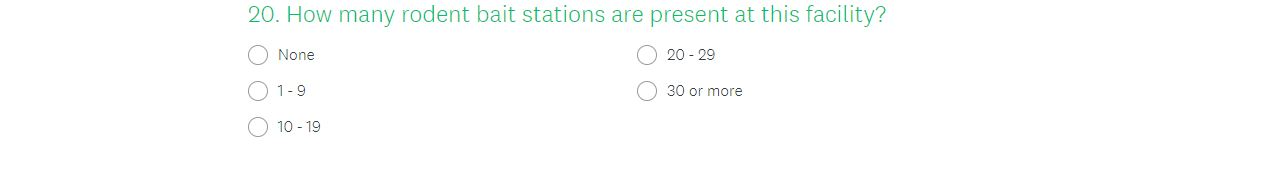 20. How many rodent bait stations are present at this facility?
None
1 - 9
10 - 19
20 - 29
30 or more